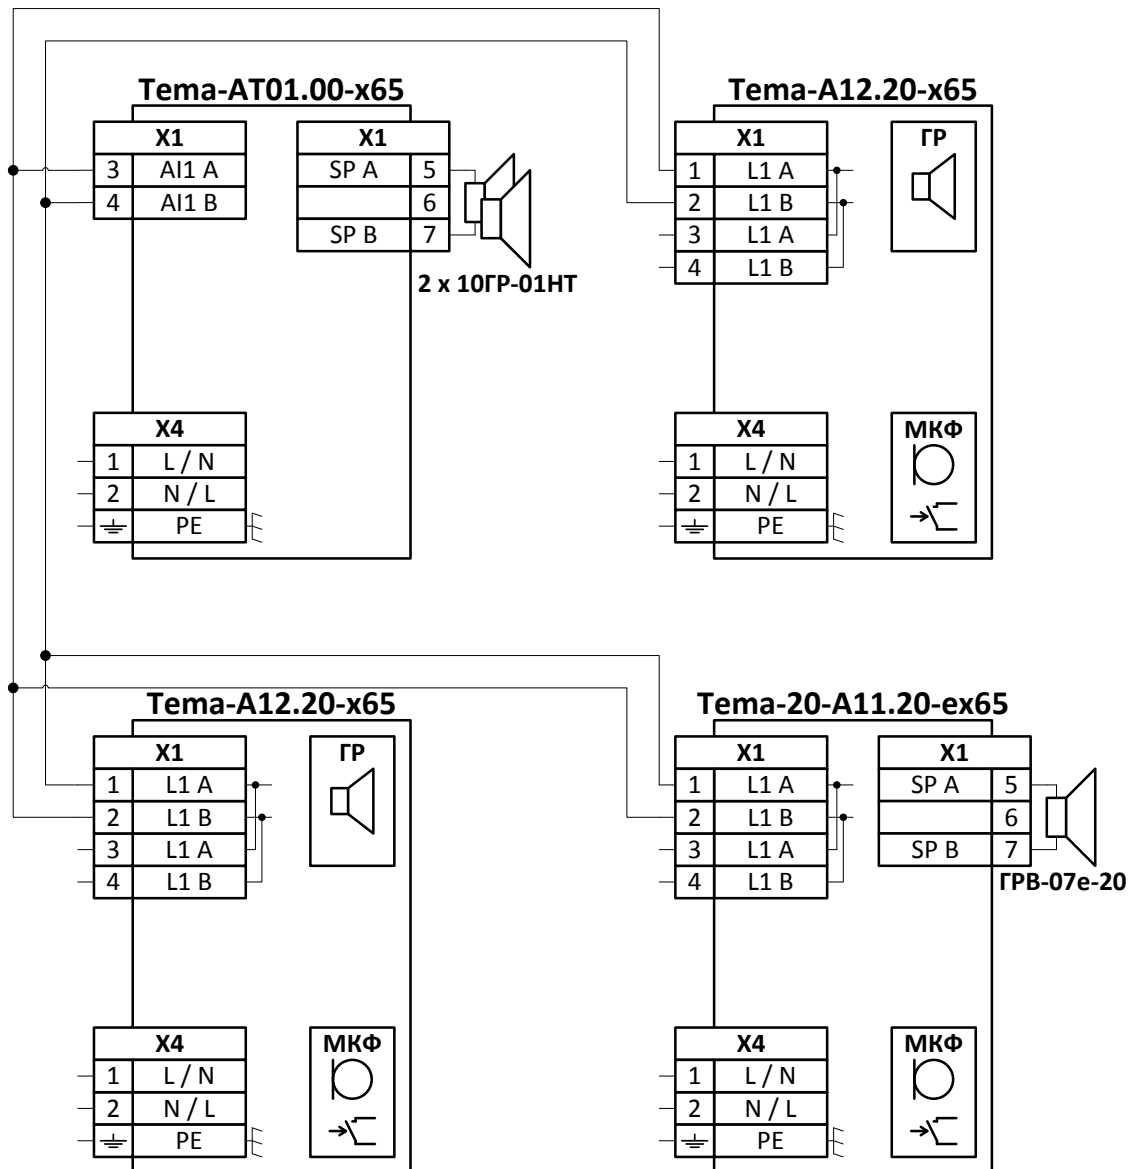 Tema-AT01.00-x65
X1
3 AI1 A
4 AI1 B
X1
SP A 5
6
SP B 7
2 x 10ГР-01НТ
X4
1 L / N
2 N / L
PE
Tema-A12.20-x65
X1
1 L1 A
2 L1 B
3 L1 A
4 L1 B
ГР
X4
1 L / N
2 N / L
PE
МКФ
Tema-A12.20-x65
X1
1 L1 A
2 L1 B
3 L1 A
4 L1 B
ГР
X4
1 L / N
2 N / L
PE
МКФ
Tema-20-A11.20-ex65
X1
1 L1 A
2 L1 B
3 L1 A
4 L1 B
X1
SP A 5
6
SP B 7
ГРВ-07е-20
X4
1 L / N
2 N / L
PE
МКФ